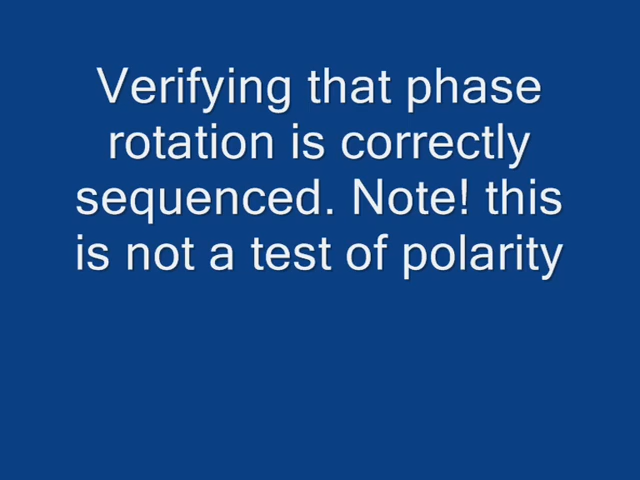 Verifying that phase
rotation is correctly
sequenced. Note! this
is not a test of polarity